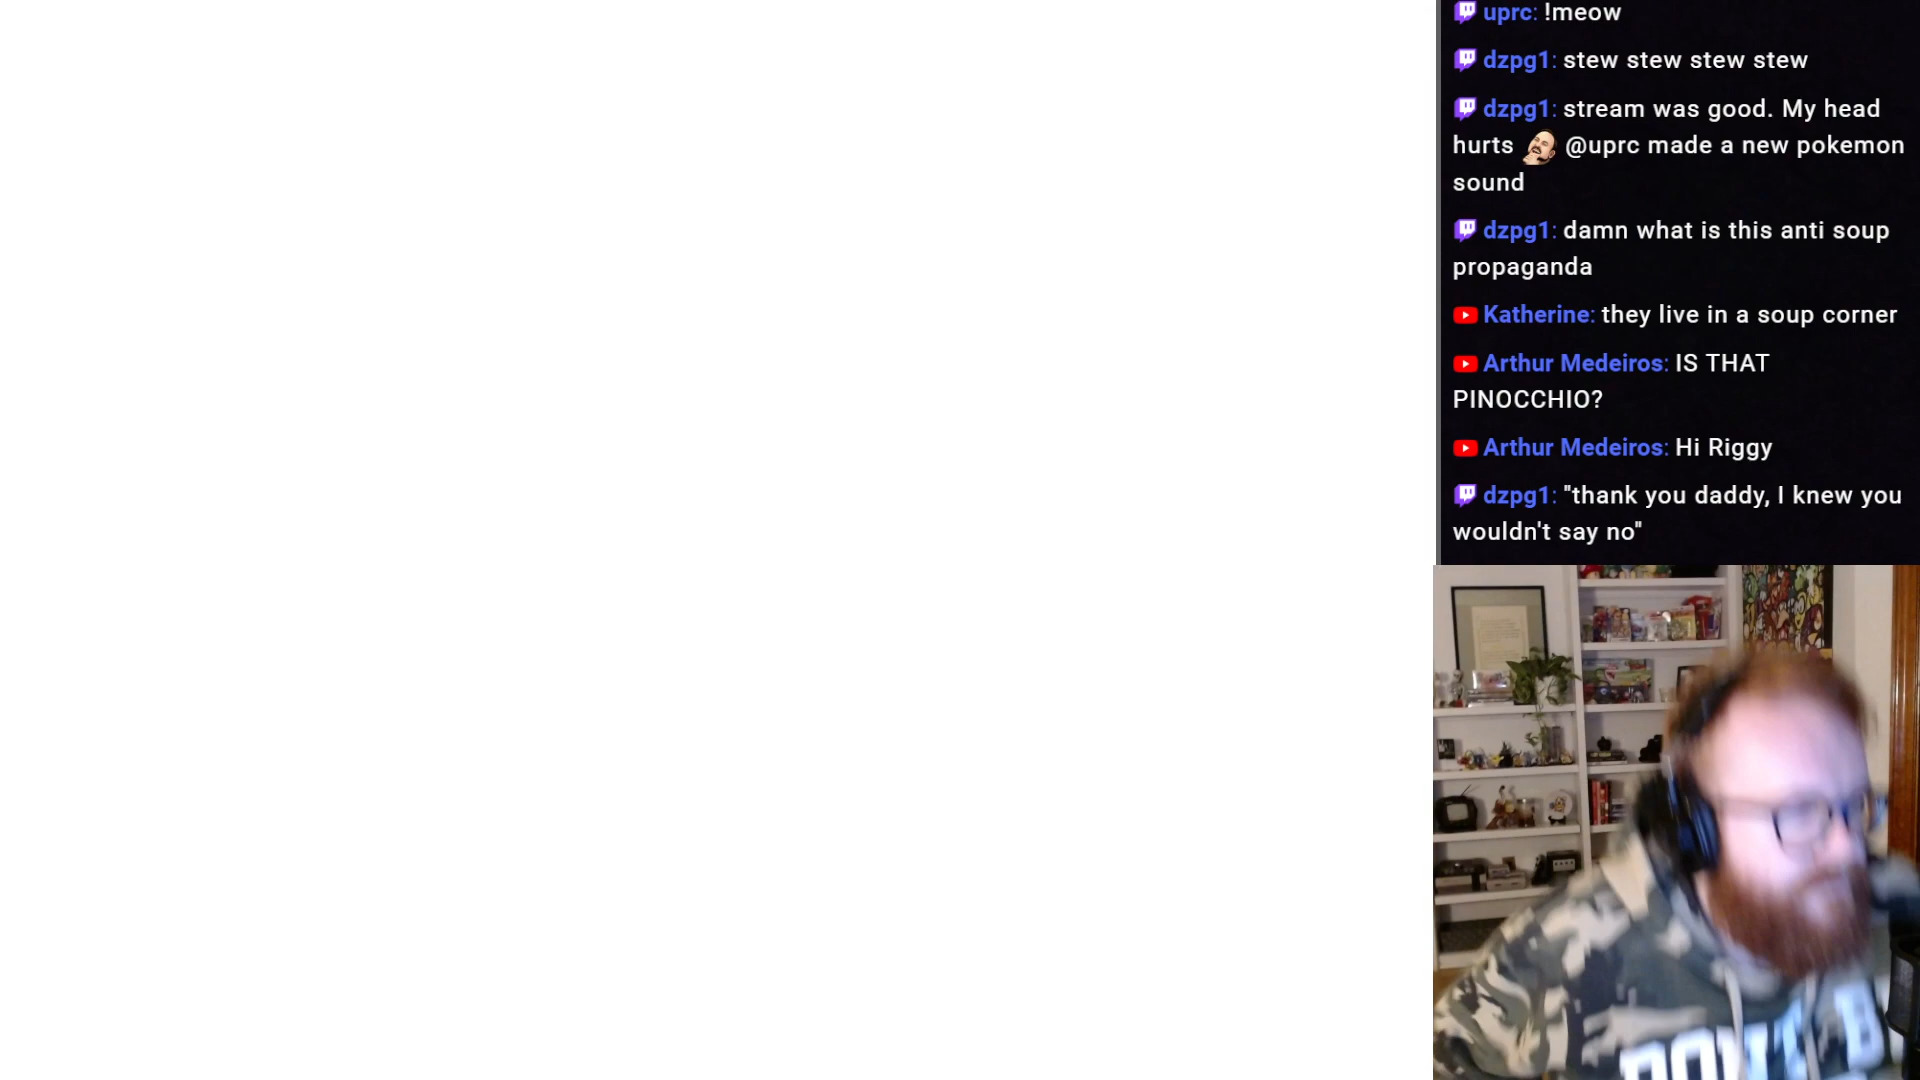 uprc: !meow
dzpg1: stew stew stew stew
dzpg1: stream was good. My head
hurts @uprc made a new pokemon
sound
dzpg1: damn what is this anti soup
propaganda
Katherine: they live in a soup corner
Arthur Medeiros: IS THAT
PINOCCHIO?
Arthur Medeiros: Hi Riggy
dzpg1: "thank you daddy, I knew you
wouldn't say no"